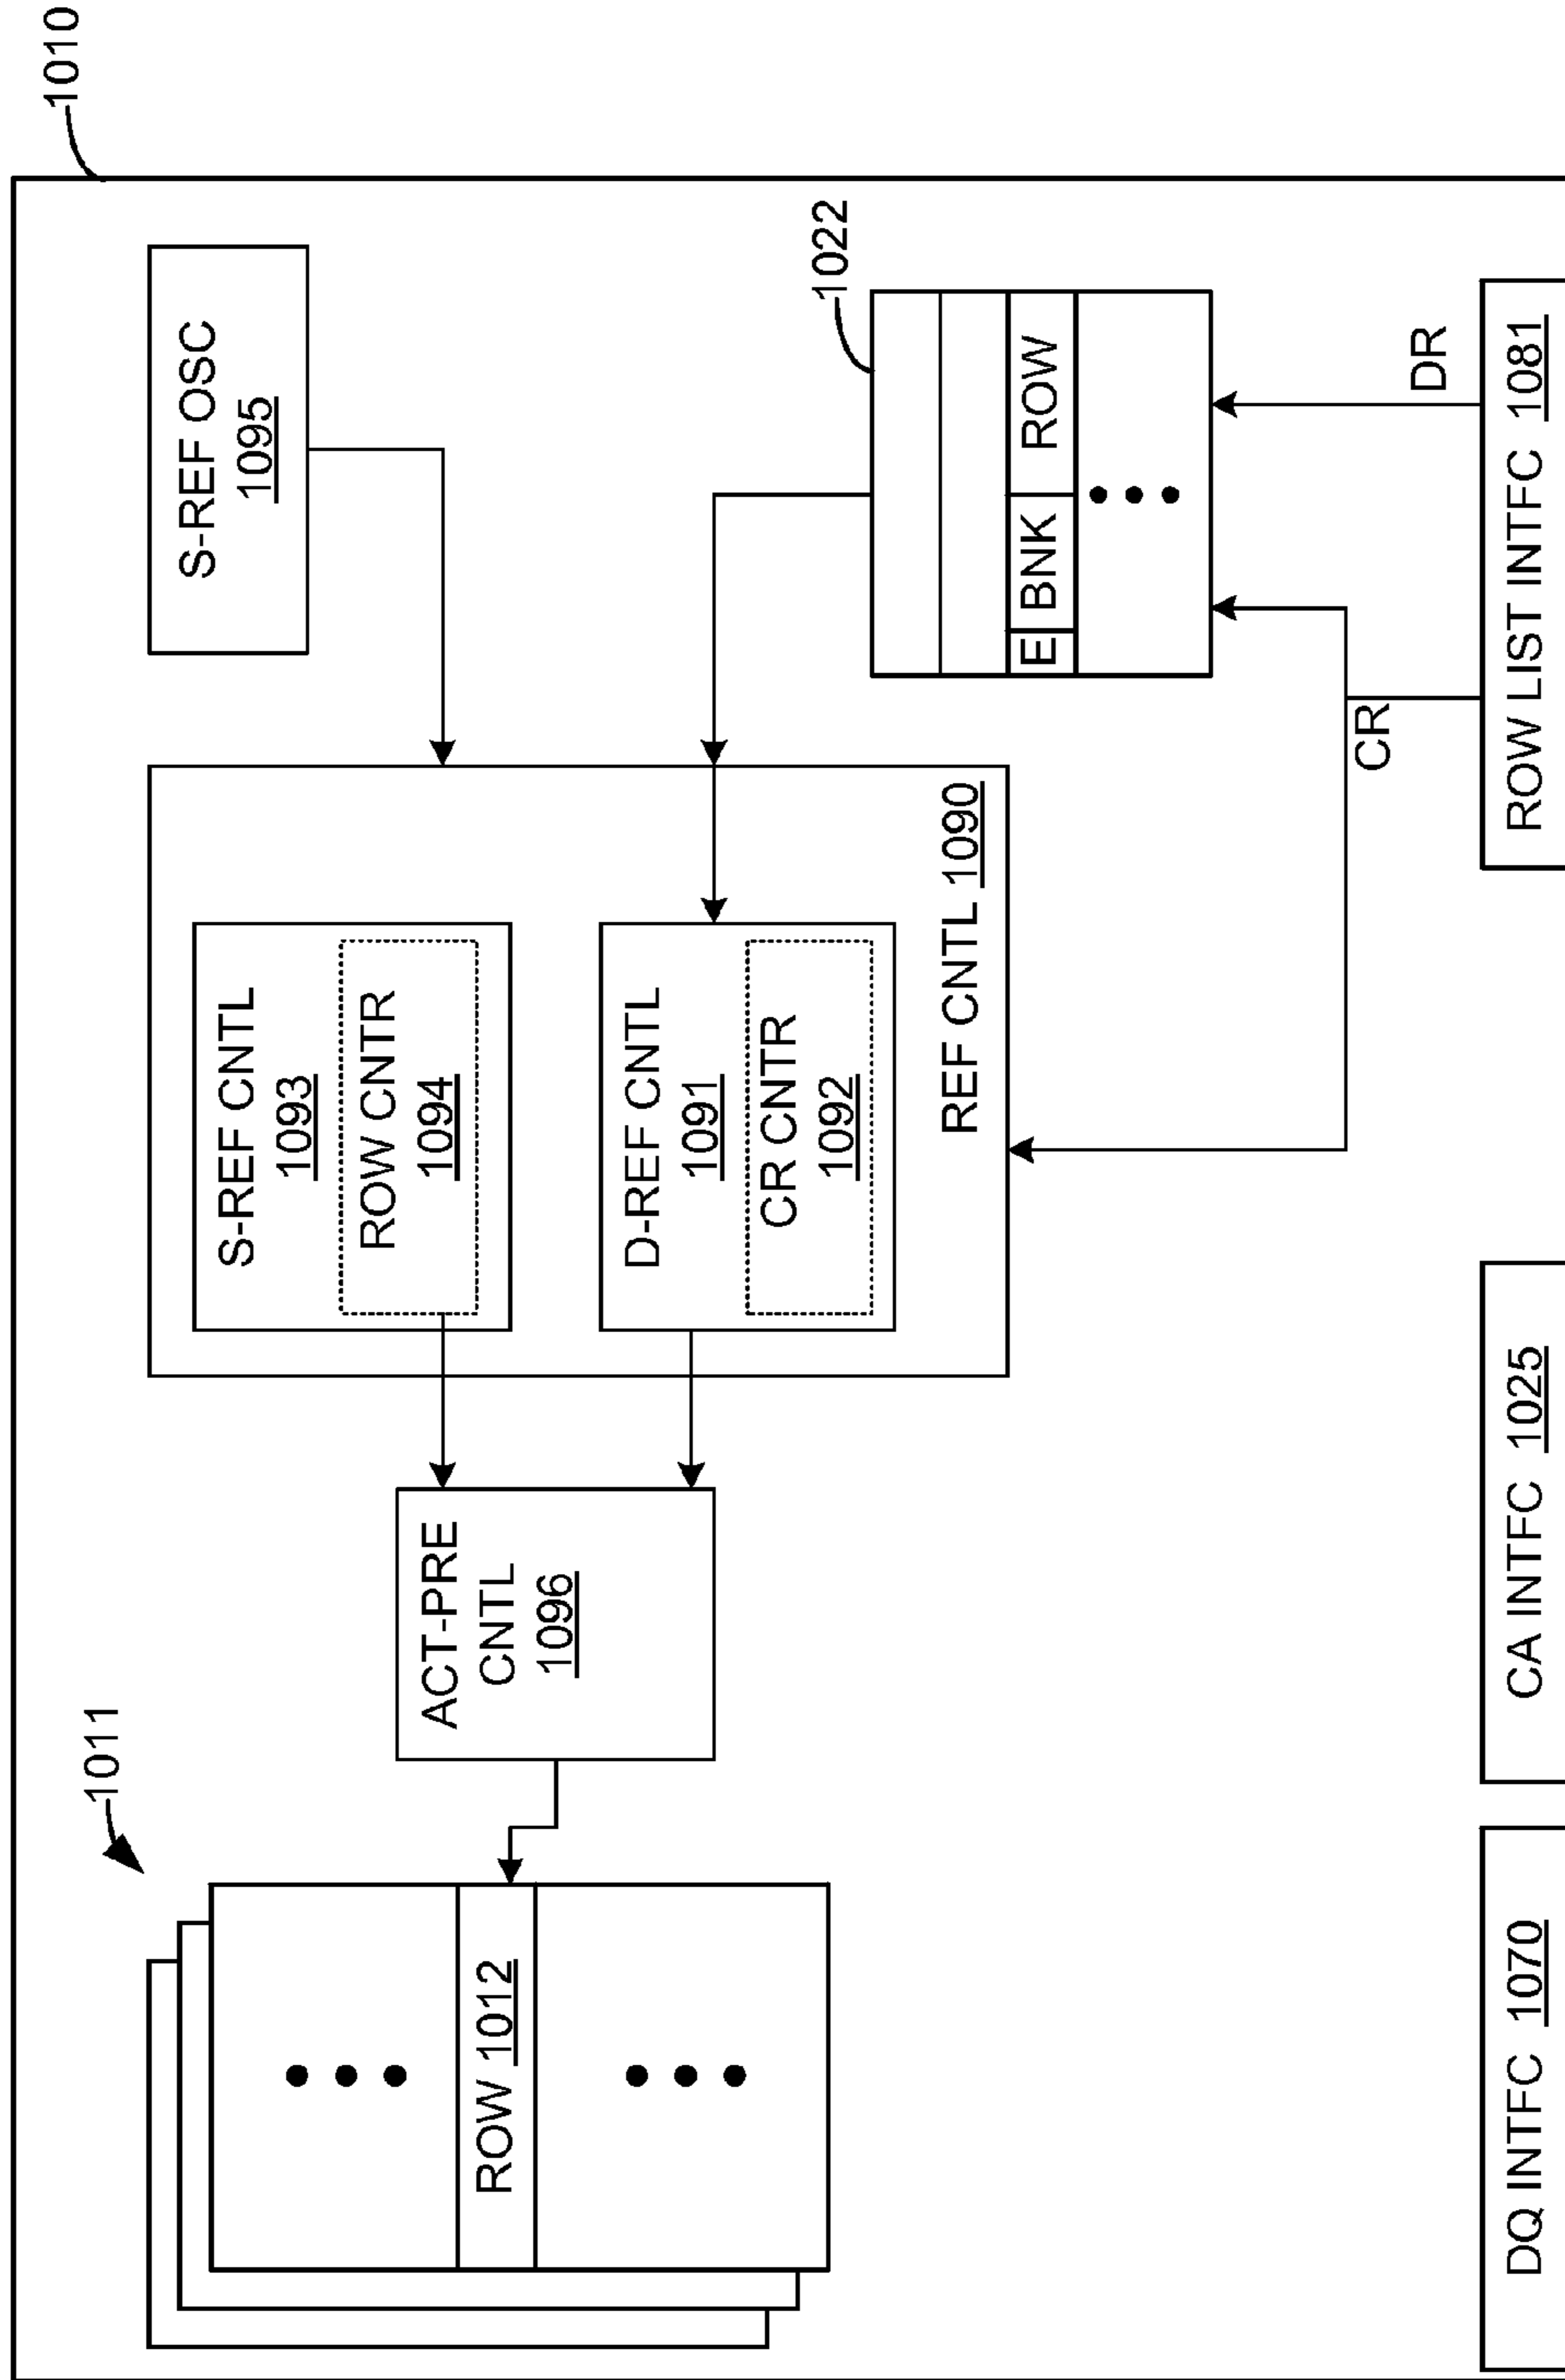 1010
1011
S-REF OSC
1095
S-REF CNTL
1093
ROW CNTR
1094
D-REF CNTL
1091
CR CNTR
1092
REF CNTL 1090
ACT-PRE
CNTL
1096
ROW 1012
1022
E BNK ROW
CR
DR
DQ INTFC 1070
CA INTFC 1025
ROW LIST INTFC 1081